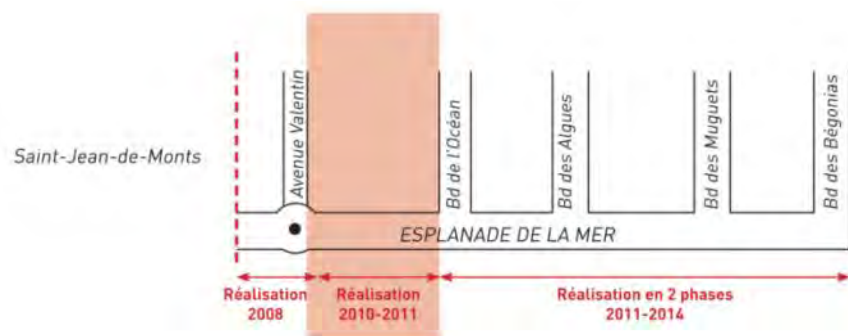 Saint-Jean-de-Monts
Avenue Valentin
Bd de l'Océan
Bd des Algues
Bd des Muguets
Bd des Bégonias
ESPLANADE DE LA MER
Réalisation
2008
Réalisation
2010-2011
Réalisation en 2 phases
2011-2014